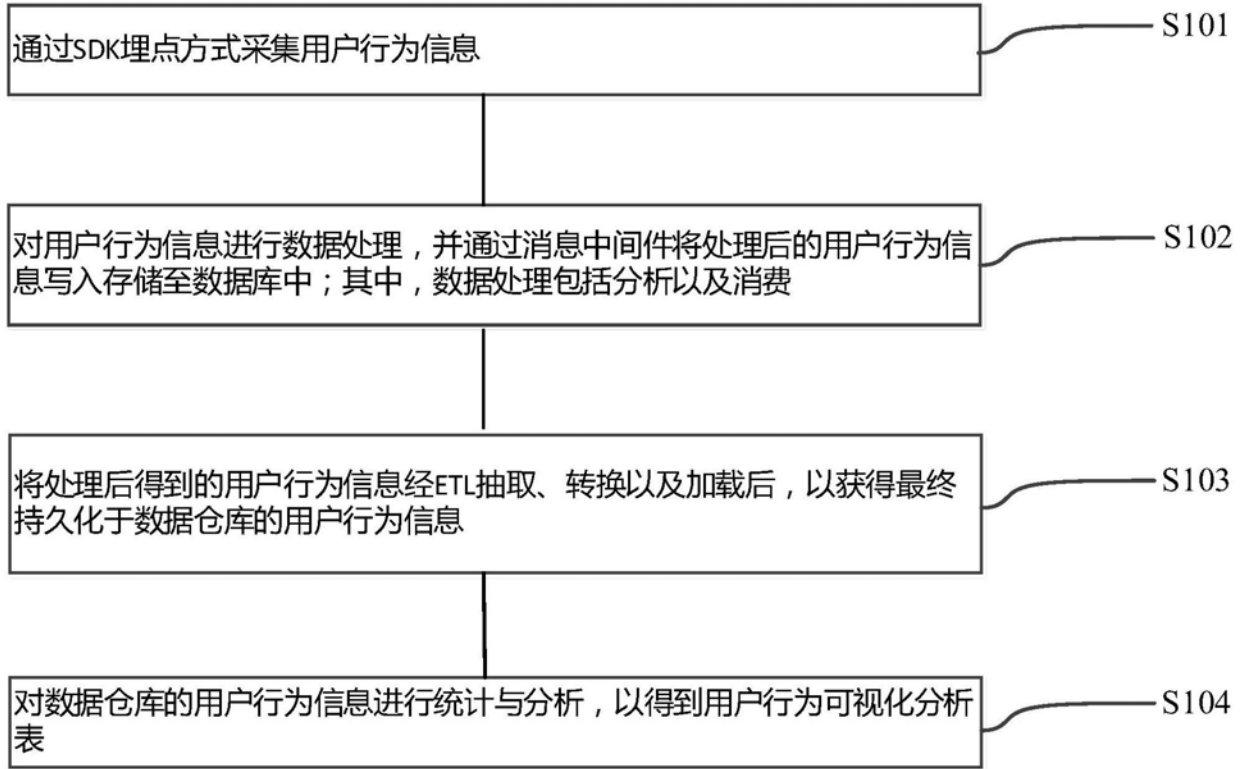 通过SDK埋点方式采集用户行为信息
S101
对用户行为信息进行数据处理，并通过消息中间件将处理后的用户行为信
息写入存储至数据库中；其中，数据处理包括分析以及消费
S102
将处理后得到的用户行为信息经ETL抽取、转换以及加载后，以获得最终
持久化于数据仓库的用户行为信息
S103
对数据仓库的用户行为信息进行统计与分析，以得到用户行为可视化分析
表
S104